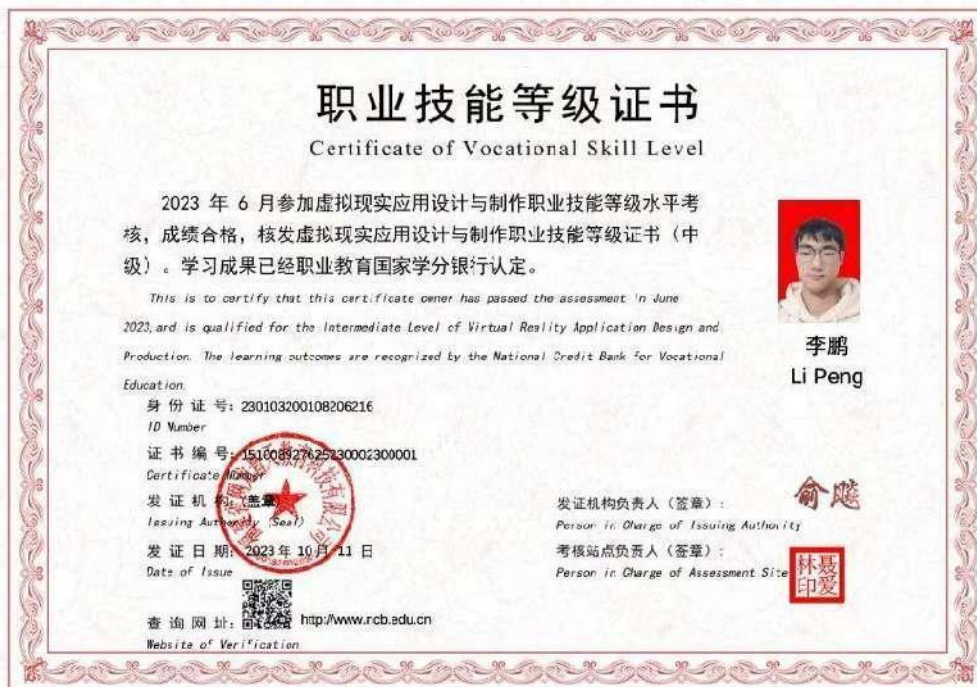 职业技能等级证书
Certificate of Vocational Skill Level
2023 年 6 月参加虚拟现实应用设计与制作职业技能等级水平考
核，成绩合格，核发虚拟现实应用设计与制作职业技能等级证书（中
级）。学习成果已经职业教育国家学分银行认定。
This is to certify that this certificate owner has passed the assessment in June
2023, and is qualified for the Intermediate Level of Virtual Reality Application Design and
Production. The learning outcomes are recognized by the National Credit Bank for Vocational
Education.
李鹏
Li Peng
身 份 证 号：230103200108206216
ID Number
证 书 编 号：151008927625230002300001
Certificate Number
发 证 机 构：（盖章）
Issuing Authority (Seal)
发 证 日 期：2023 年 10 月 11 日
Date of Issue
查 询 网 址：http://www.ncb.edu.cn
Website of Verification
发证机构负责人（签章）：
Person in Charge of Issuing Authority
考核站点负责人（签章）：
Person in Charge of Assessment Site
聂爱
林印